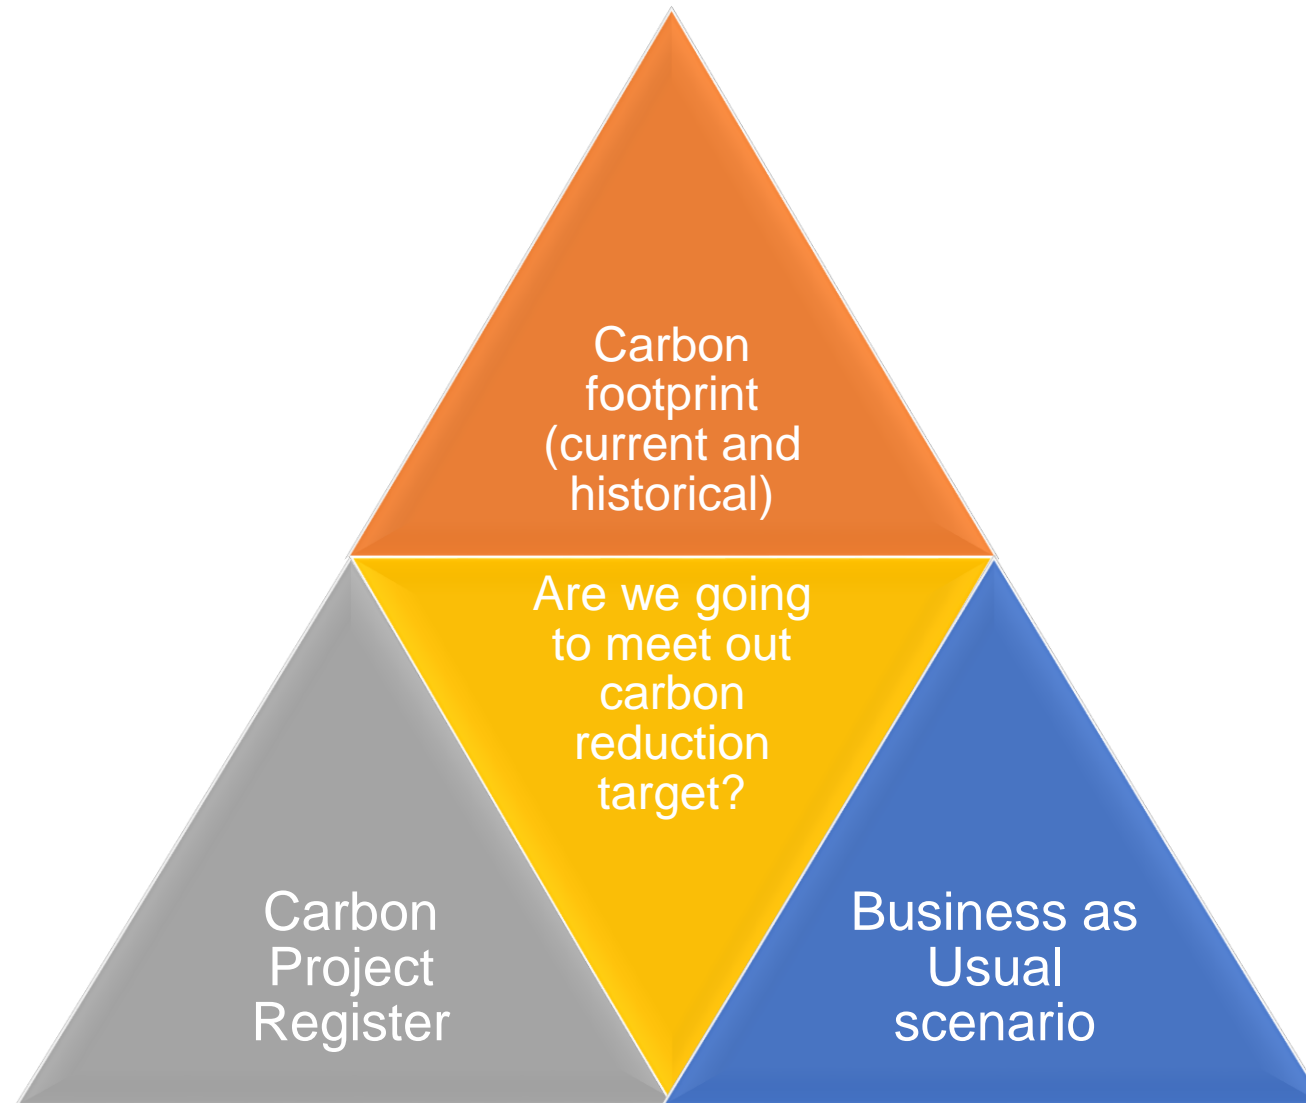 Carbon
footprint
(current and
historical)
Are we going
to meet out
carbon
reduction
target?
Carbon
Project
Register
Business as
Usual
scenario